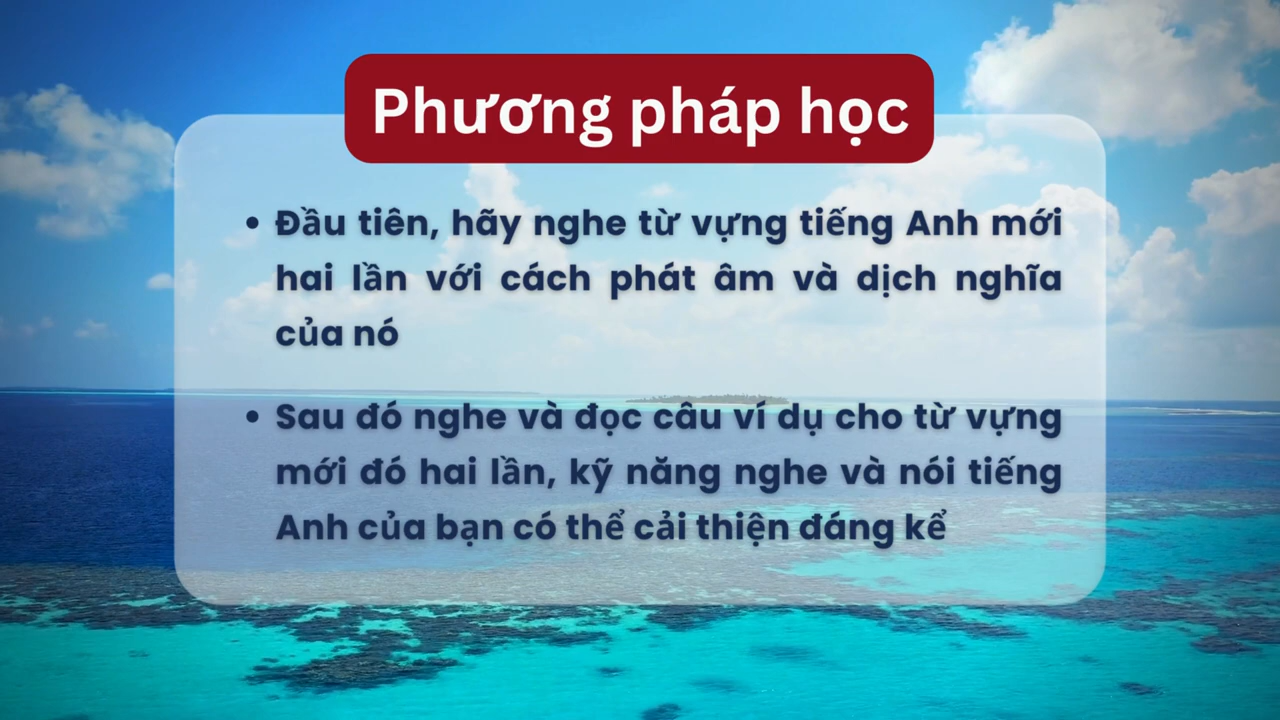 Phương pháp học
• Đầu tiên, hãy nghe từ vựng tiếng Anh mới
hai lần với cách phát âm và dịch nghĩa
của nó
• Sau đó nghe và đọc câu ví dụ cho từ vựng
mới đó hai lần, kỹ năng nghe và nói tiếng
Anh của bạn có thể cải thiện đáng kể